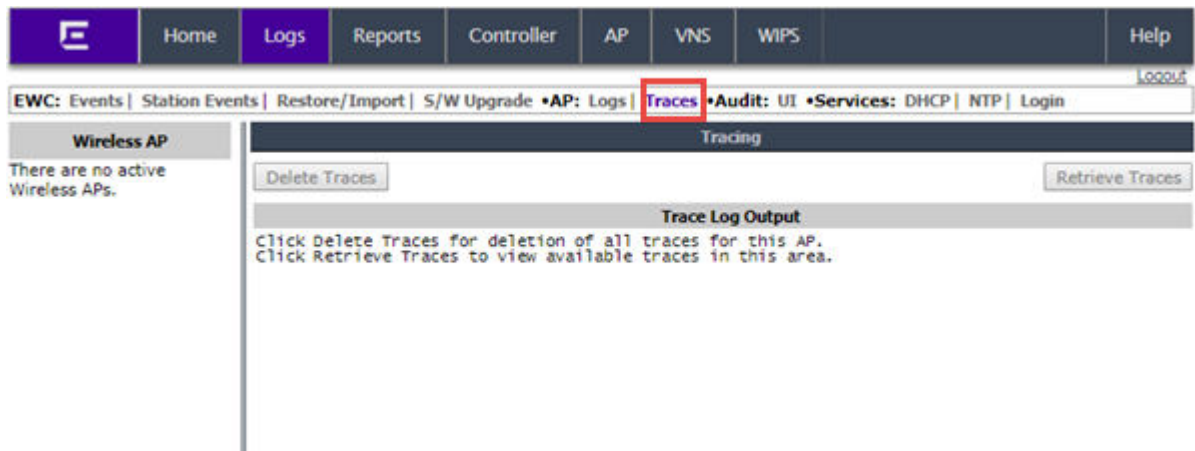 Home Logs Reports Controller AP VNS WIPS Help
Logout
EWC: Events | Station Events | Restore/Import | S/W Upgrade •AP: Logs | Traces •Audit: UI •Services: DHCP | NTP | Login
Wireless AP
There are no active
Wireless APs.
Tracing
Delete Traces
Retrieve Traces
Trace Log Output
Click Delete Traces for deletion of all traces for this AP.
Click Retrieve Traces to view available traces in this area.